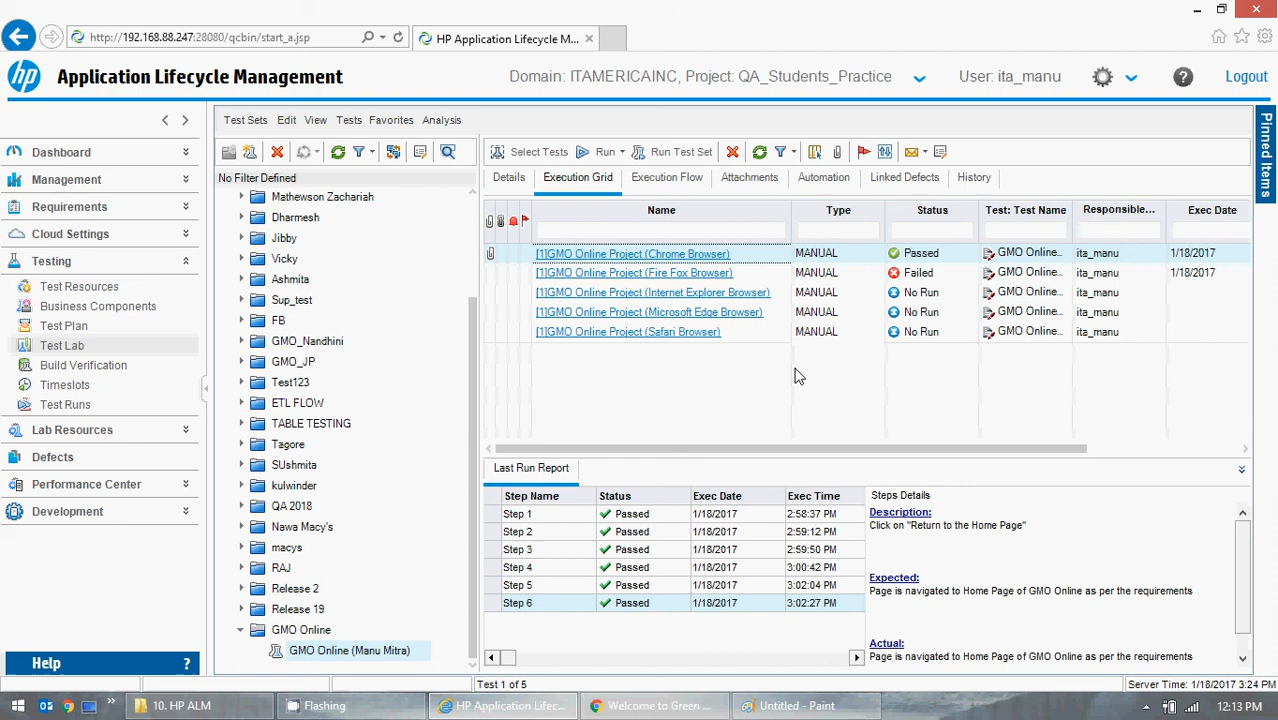 http://192.168.88.247:28080/qcbin/start_a.jsp
HP Application Lifecycle M...
hp
Application Lifecycle Management
Domain: ITAMERICAINC, Project: QA_Students_Practice
User: ita_manu
?
Logout
Dashboard
Management
Requirements
Cloud Settings
Testing
Test Resources
Business Components
Test Plan
Test Lab
Build Verification
Timeslots
Test Runs
Lab Resources
Defects
Performance Center
Development
Help ?
Test Sets Edit View Tests Favorites Analysis
No Filter Defined
Mathewson Zachariah
Dharmesh
Jibby
Vicky
Ashmita
Sup_test
FB
GMO_Nandhini
GMO_JP
Test123
ETL FLOW
TABLE TESTING
Tagore
SUshmita
kulwinder
QA 2018
Nawa Macy's
macys
RAJ
Release 2
Release 19
GMO Online
GMO Online (Manu Mitra)
Select Tests Run Run Test Set
Details Execution Grid Execution Flow Attachments Automation Linked Defects History
Name Type Status Test: Test Name Responsible... Exec Date
[1]GMO Online Project (Chrome Browser) MANUAL Passed GMO Online.. ita_manu 1/18/2017
[1]GMO Online Project (Fire Fox Browser) MANUAL Failed GMO Online.. ita_manu 1/18/2017
[1]GMO Online Project (Internet Explorer Browser) MANUAL No Run GMO Online.. ita_manu
[1]GMO Online Project (Microsoft Edge Browser) MANUAL No Run GMO Online.. ita_manu
[1]GMO Online Project (Safari Browser) MANUAL No Run GMO Online.. ita_manu
Last Run Report
Step Name Status Exec Date Exec Time
Step 1 Passed 1/18/2017 2:58:37 PM
Step 2 Passed 1/18/2017 2:59:12 PM
Step 3 Passed 1/18/2017 2:59:50 PM
Step 4 Passed 1/18/2017 3:00:42 PM
Step 5 Passed 1/18/2017 3:02:04 PM
Step 6 Passed 1/18/2017 3:02:27 PM
Steps Details
Description:
Click on "Return to the Home Page"
Expected:
Page is navigated to Home Page of GMO Online as per the requirements
Actual:
Page is navigated to Home Page of GMO Online as per the requirements
Pinned Items
Test 1 of 5
Server Time: 1/18/2017 3:24 PM
10. HP ALM
Flashing
HP Application Lifec...
Welcome to Green ...
Untitled - Paint
12:13 PM